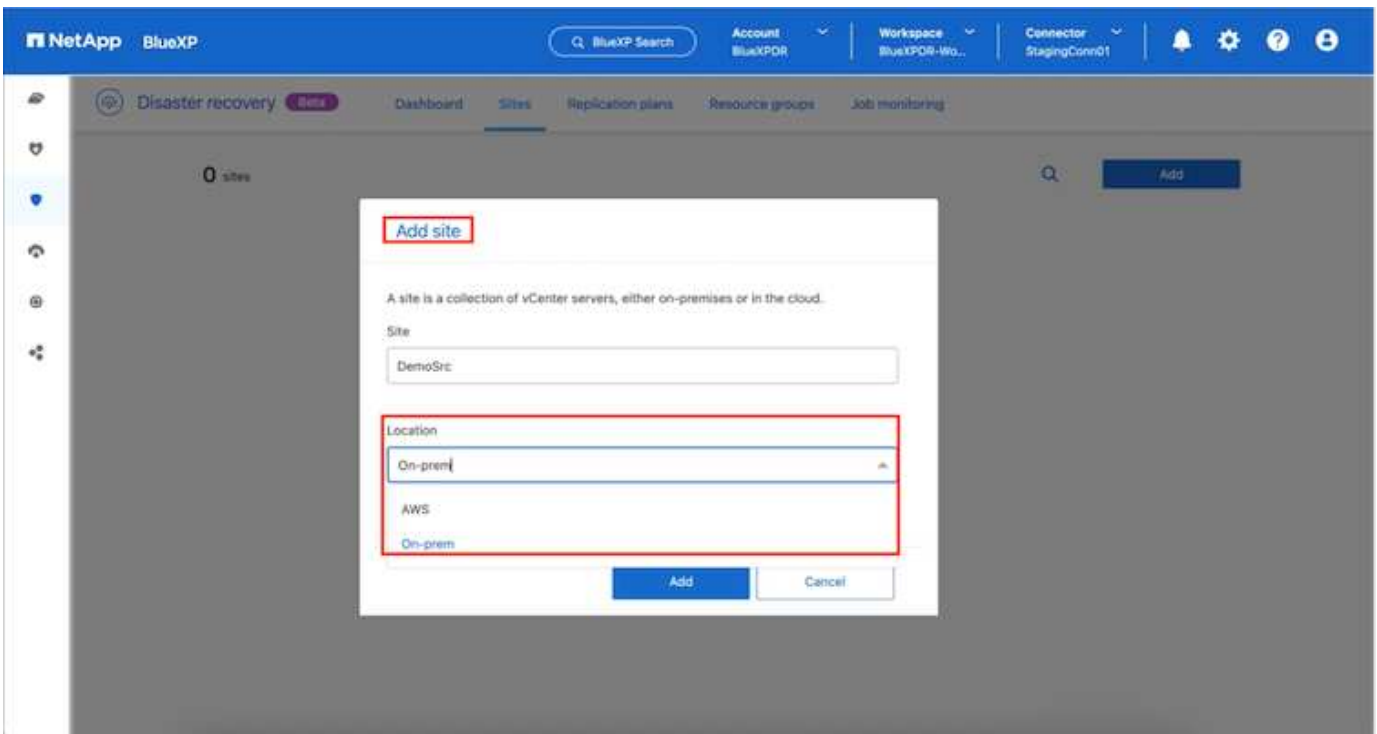 NetApp BlueXP BlueXP Search Account Workspace Connector
BlueXPDR BlueXPDR-Wo... StagingConn01
Disaster recovery Beta Dashboard Sites Replication plans Resource groups Job monitoring
0 sites Add
Add site
A site is a collection of vCenter servers, either on-premises or in the cloud.
Site
DemoSrc
Location
On-prem
AWS
On-prem
Add Cancel